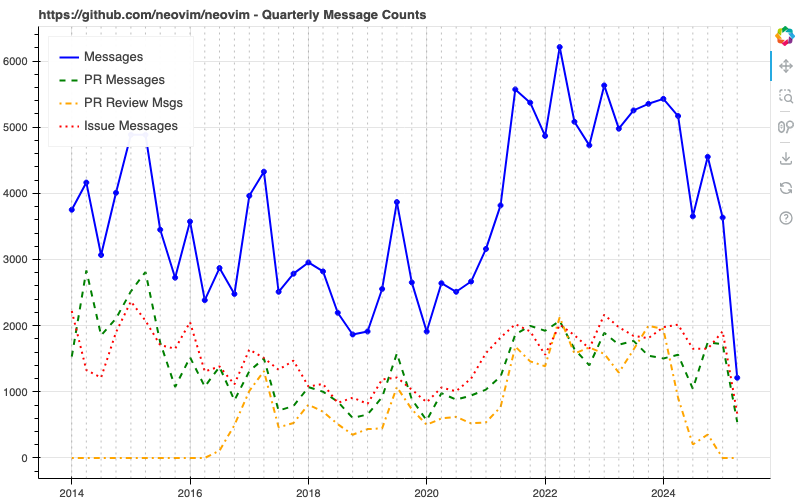 https://github.com/neovim/neovim - Quarterly Message Counts
Messages
PR Messages
PR Review Msgs
Issue Messages
6000
5000
4000
3000
2000
1000
0
2014 2016 2018 2020 2022 2024 2026